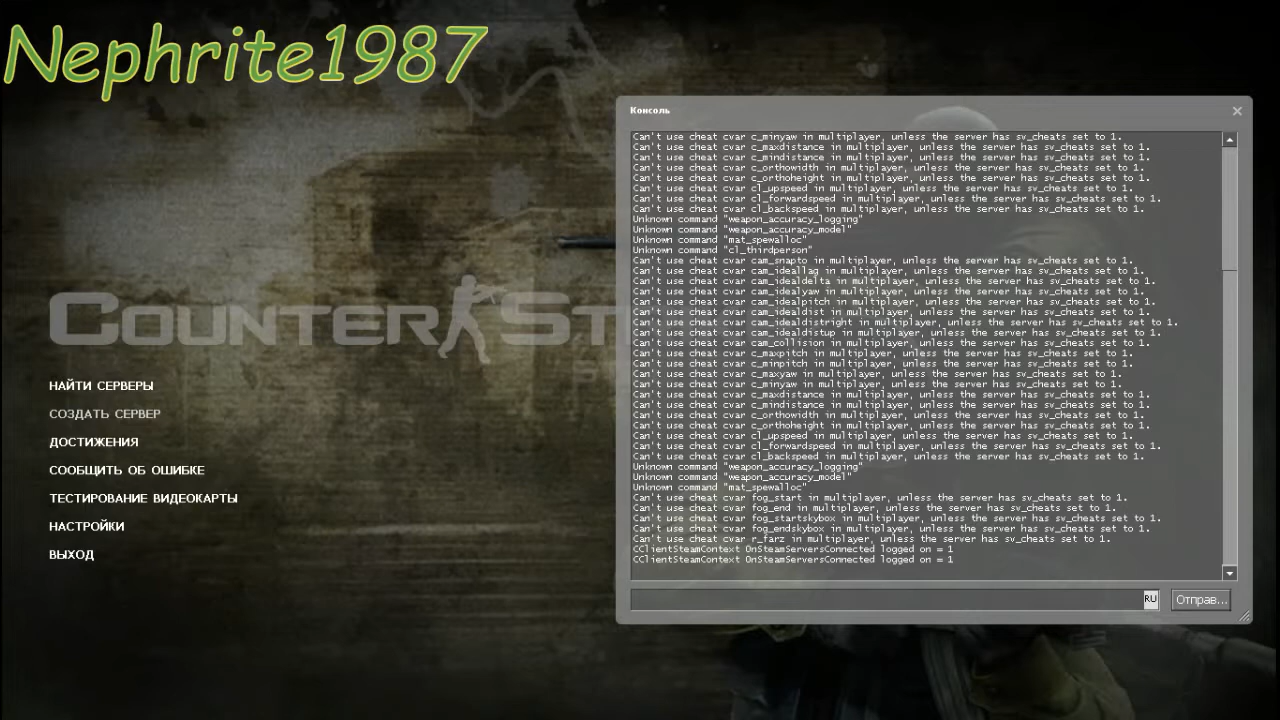 Nephrite1987
COUNTER ST
НАЙТИ СЕРВЕРЫ
СОЗДАТЬ СЕРВЕР
ДОСТИЖЕНИЯ
СООБЩИТЬ ОБ ОШИБКЕ
ТЕСТИРОВАНИЕ ВИДЕОКАРТЫ
НАСТРОЙКИ
ВЫХОД
Консоль
Can't use cheat cvar c_minyaw in multiplayer, unless the server has sv_cheats set to 1.
Can't use cheat cvar c_maxdistance in multiplayer, unless the server has sv_cheats set to 1.
Can't use cheat cvar c_mindistance in multiplayer, unless the server has sv_cheats set to 1.
Can't use cheat cvar c_orthowidth in multiplayer, unless the server has sv_cheats set to 1.
Can't use cheat cvar c_orthoheight in multiplayer, unless the server has sv_cheats set to 1.
Can't use cheat cvar cl_upspeed in multiplayer, unless the server has sv_cheats set to 1.
Can't use cheat cvar cl_forwardspeed in multiplayer, unless the server has sv_cheats set to 1.
Can't use cheat cvar cl_backspeed in multiplayer, unless the server has sv_cheats set to 1.
Unknown command "weapon_accuracy_logging"
Unknown command "weapon_accuracy_model"
Unknown command "mat_spewalloc"
Unknown command "cl_thirdperson"
Can't use cheat cvar cam_snapto in multiplayer, unless the server has sv_cheats set to 1.
Can't use cheat cvar cam_ideallag in multiplayer, unless the server has sv_cheats set to 1.
Can't use cheat cvar cam_idealdelta in multiplayer, unless the server has sv_cheats set to 1.
Can't use cheat cvar cam_idealyaw in multiplayer, unless the server has sv_cheats set to 1.
Can't use cheat cvar cam_idealpitch in multiplayer, unless the server has sv_cheats set to 1.
Can't use cheat cvar cam_idealdist in multiplayer, unless the server has sv_cheats set to 1.
Can't use cheat cvar cam_idealdistright in multiplayer, unless the server has sv_cheats set to 1.
Can't use cheat cvar cam_idealdistup in multiplayer, unless the server has sv_cheats set to 1.
Can't use cheat cvar cam_collision in multiplayer, unless the server has sv_cheats set to 1.
Can't use cheat cvar c_maxpitch in multiplayer, unless the server has sv_cheats set to 1.
Can't use cheat cvar c_minpitch in multiplayer, unless the server has sv_cheats set to 1.
Can't use cheat cvar c_maxyaw in multiplayer, unless the server has sv_cheats set to 1.
Can't use cheat cvar c_minyaw in multiplayer, unless the server has sv_cheats set to 1.
Can't use cheat cvar c_maxdistance in multiplayer, unless the server has sv_cheats set to 1.
Can't use cheat cvar c_mindistance in multiplayer, unless the server has sv_cheats set to 1.
Can't use cheat cvar c_orthowidth in multiplayer, unless the server has sv_cheats set to 1.
Can't use cheat cvar c_orthoheight in multiplayer, unless the server has sv_cheats set to 1.
Can't use cheat cvar cl_upspeed in multiplayer, unless the server has sv_cheats set to 1.
Can't use cheat cvar cl_forwardspeed in multiplayer, unless the server has sv_cheats set to 1.
Can't use cheat cvar cl_backspeed in multiplayer, unless the server has sv_cheats set to 1.
Unknown command "weapon_accuracy_logging"
Unknown command "weapon_accuracy_model"
Unknown command "mat_spewalloc"
Can't use cheat cvar fog_start in multiplayer, unless the server has sv_cheats set to 1.
Can't use cheat cvar fog_end in multiplayer, unless the server has sv_cheats set to 1.
Can't use cheat cvar fog_startskybox in multiplayer, unless the server has sv_cheats set to 1.
Can't use cheat cvar fog_endskybox in multiplayer, unless the server has sv_cheats set to 1.
Can't use cheat cvar r_farz in multiplayer, unless the server has sv_cheats set to 1.
CClientSteamContext OnSteamServersConnected logged on = 1
CClientSteamContext OnSteamServersConnected logged on = 1
RU
Отправ...